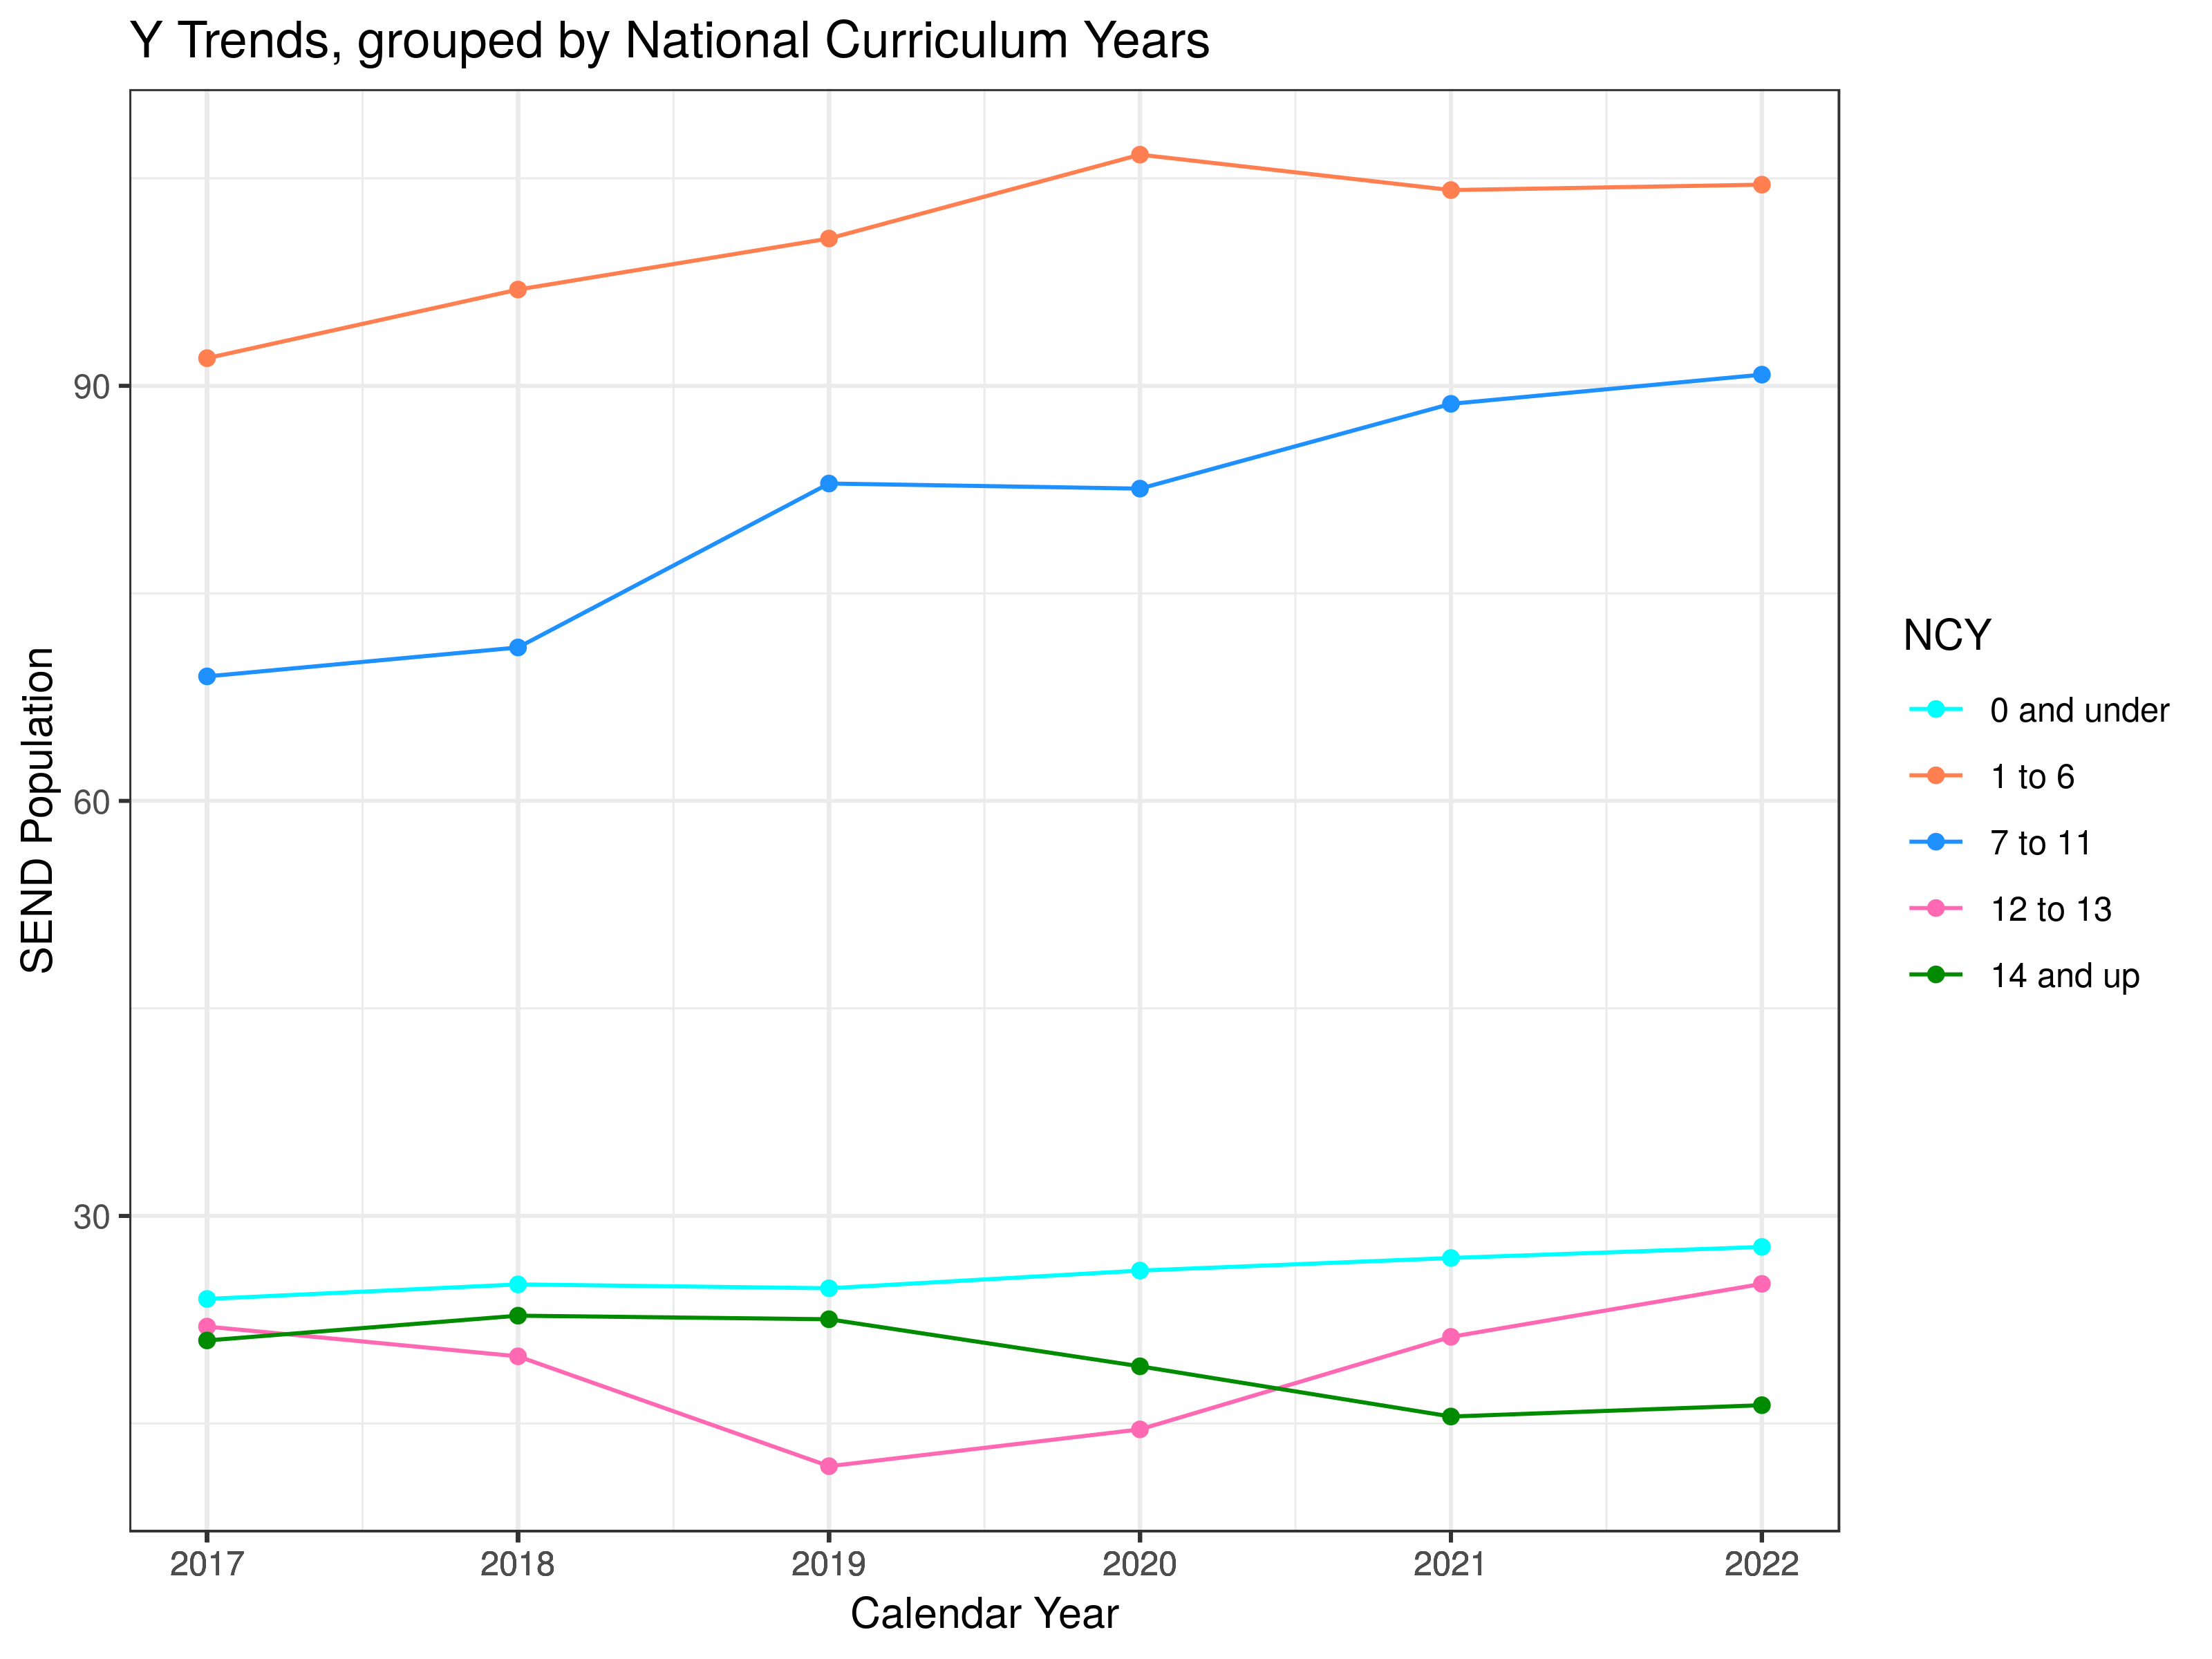 Y Trends, grouped by National Curriculum Years
SEND Population
90
60
30
2017 2018 2019 2020 2021 2022
Calendar Year
NCY
0 and under
1 to 6
7 to 11
12 to 13
14 and up